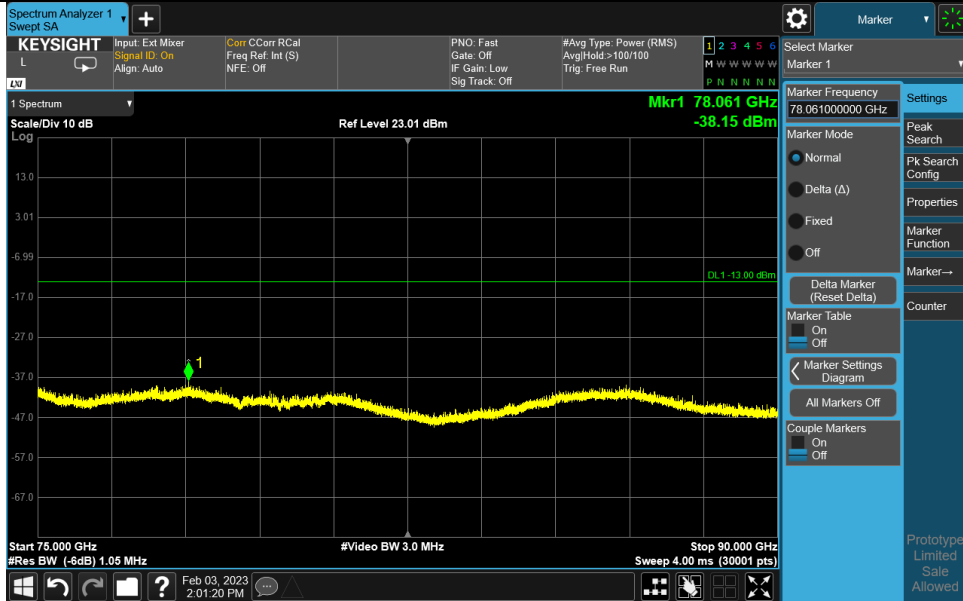 Spectrum Analyzer 1
Swept SA
+
Marker
KEYSIGHT
L
LXI
Input: Ext Mixer
Signal ID: On
Align: Auto
Corr CCorr RCal
Freq Ref: Int (S)
NFE: Off
PNO: Fast
Gate: Off
IF Gain: Low
Sig Track: Off
#Avg Type: Power (RMS)
Avg|Hold:>100/100
Trig: Free Run
1 2 3 4 5 6
M W W W W W
P N N N N N
Select Marker
Marker 1
1 Spectrum
Scale/Div 10 dB
Log
Ref Level 23.01 dBm
Mkr1 78.061 GHz
-38.15 dBm
13.0
3.01
-6.99
-17.0
-27.0
-37.0
-47.0
-57.0
-67.0
DL1 -13.00 dBm
1
Start 75.000 GHz
#Res BW (-6dB) 1.05 MHz
#Video BW 3.0 MHz
Stop 90.000 GHz
Sweep 4.00 ms (30001 pts)
Marker Frequency
78.061000000 GHz
Marker Mode
Normal
Delta (Δ)
Fixed
Off
Delta Marker
(Reset Delta)
Marker Table
On
Off
Marker Settings
Diagram
All Markers Off
Couple Markers
On
Off
Settings
Peak
Search
Pk Search
Config
Properties
Marker
Function
Marker→
Counter
Prototype
Limited
Sale
Allowed
?
Feb 03, 2023
2:01:20 PM